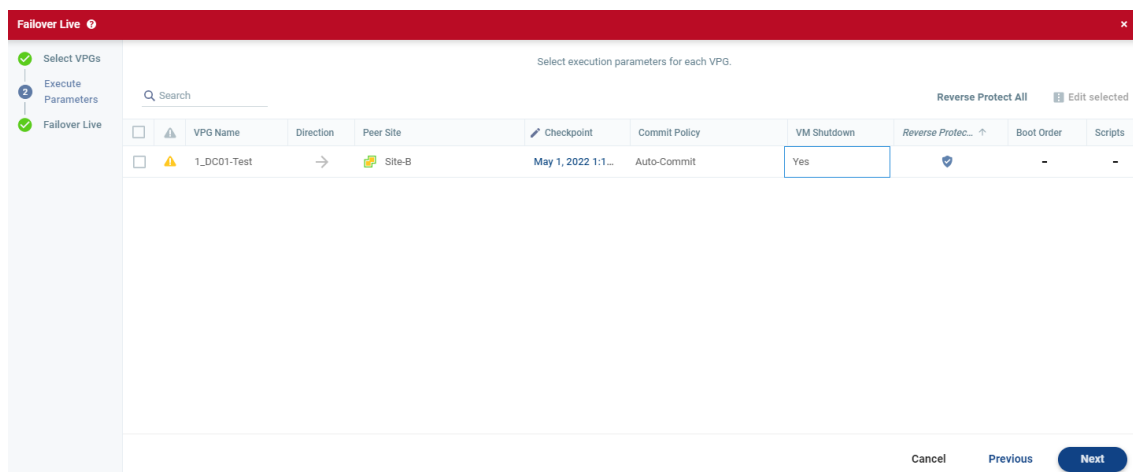 Failover Live
Select VPGs
2
Execute
Parameters
Failover Live
Select execution parameters for each VPG.
Search
Reverse Protect All
Edit selected
VPG Name Direction Peer Site Checkpoint Commit Policy VM Shutdown Reverse Protec... Boot Order Scripts
1_DC01-Test Site-B May 1, 2022 1:1... Auto-Commit Yes - -
Cancel Previous Next